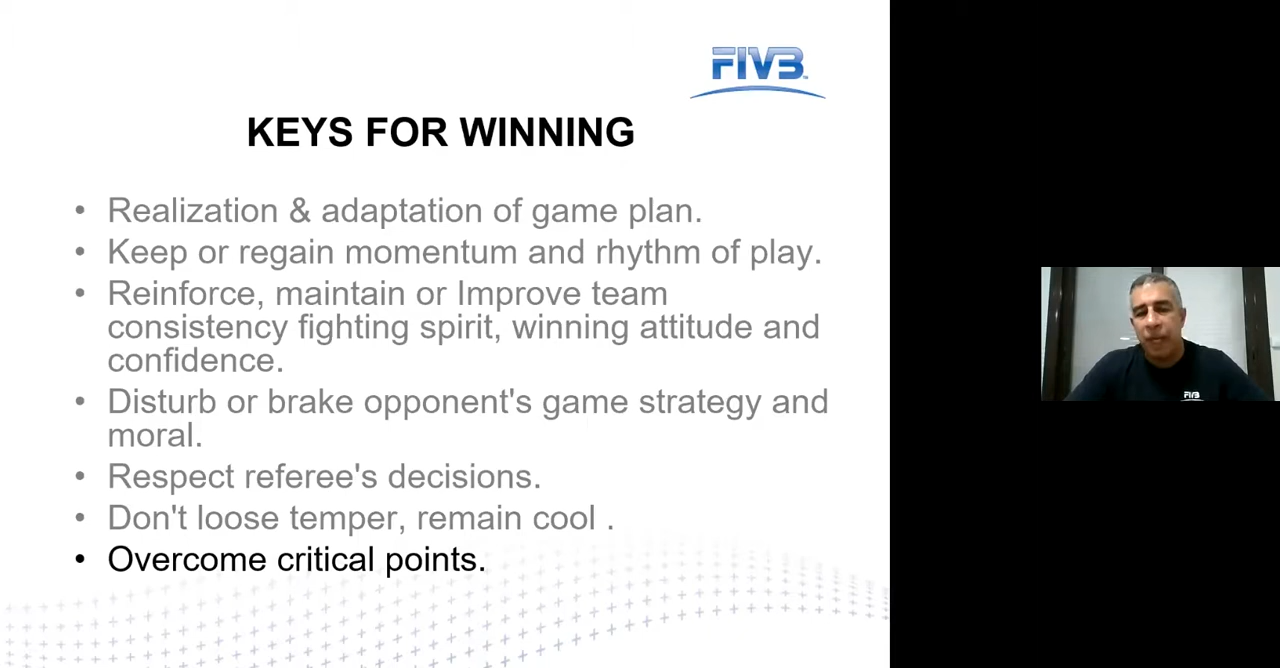 FIVB
KEYS FOR WINNING
• Realization & adaptation of game plan.
• Keep or regain momentum and rhythm of play.
• Reinforce, maintain or Improve team
consistency fighting spirit, winning attitude and
confidence.
• Disturb or brake opponent's game strategy and
moral.
• Respect referee's decisions.
• Don't loose temper, remain cool .
• Overcome critical points.
FIVB